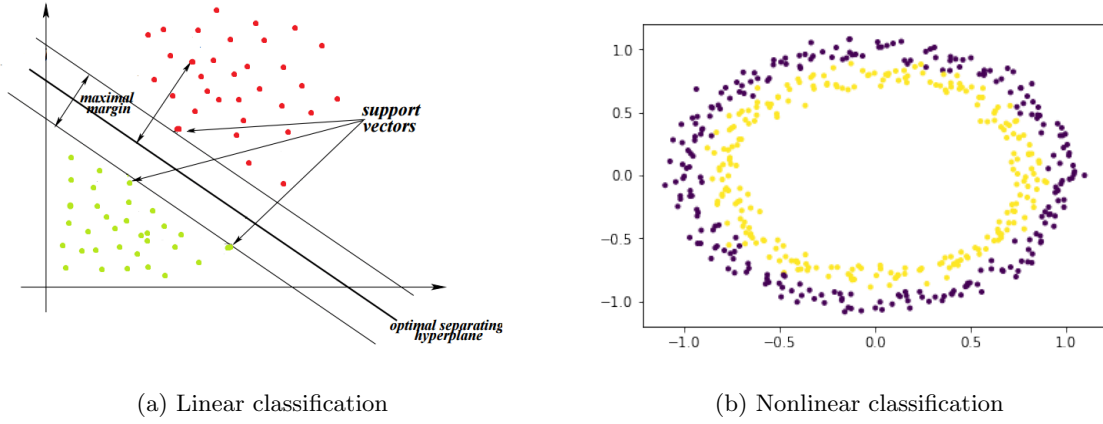 maximal
margin
support
vectors
optimal separating
hyperplane
1.0
0.5
0.0
−0.5
−1.0
−1.0
−0.5
0.0
0.5
1.0
(a) Linear classification
(b) Nonlinear classification